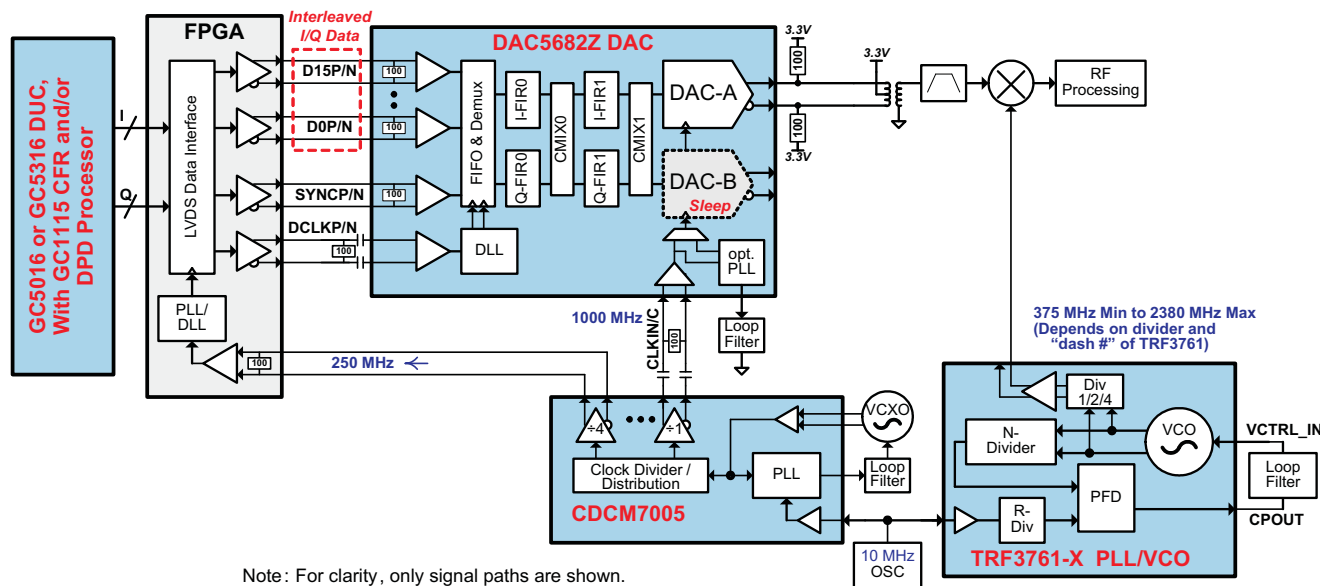 GC5016 or GC5316 DUC,
With GC1115 CFR and/or
DPD Processor
I
Q
FPGA
LVDS Data Interface
PLL/
DLL
100
Interleaved
I/Q Data
D15P/N
D0P/N
SYNCP/N
DCLKP/N
100
100
100
100
250 MHz
DAC5682Z DAC
FIFO & Demux
DLL
I-FIR0
Q-FIR0
CMIX0
I-FIR1
Q-FIR1
CMIX1
DAC-A
DAC-B
Sleep
opt.
PLL
Loop
Filter
1000 MHz
CLKIN/C
100
3.3V
100
100
3.3V
3.3V
RF
Processing
375 MHz Min to 2380 MHz Max
(Depends on divider and
“dash #” of TRF3761)
÷4
÷1
Clock Divider /
Distribution
PLL
VCXO
Loop
Filter
CDCM7005
10 MHz
OSC
Div
1/2/4
N-
Divider
VCO
PFD
R-
Div
TRF3761-X PLL/VCO
VCTRL_IN
Loop
Filter
CPOUT
Note: For clarity, only signal paths are shown.